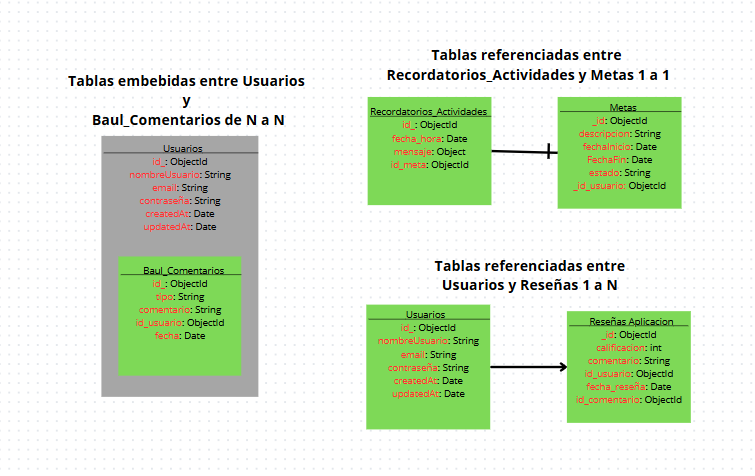 Tablas embebidas entre Usuarios
y
Baul_Comentarios de N a N
Usuarios
id_: ObjectId
nombreUsuario: String
email: String
contraseña: String
createdAt: Date
updatedAt: Date
Baul_Comentarios
id_: ObjectId
tipo: String
comentario: String
id_usuario: ObjectId
fecha: Date
Tablas referenciadas entre
Recordatorios_Actividades y Metas 1 a 1
Recordatorios_Actividades
id_: ObjectId
fecha_hora: Date
mensaje: Object
id_meta: ObjectId
Metas
_id: ObjectId
descripcion: String
fechaInicio: Date
FechaFin: Date
estado: String
_id_usuario: ObjetcId
Tablas referenciadas entre
Usuarios y Reseñas 1 a N
Usuarios
id_: ObjectId
nombreUsuario: String
email: String
contraseña: String
createdAt: Date
updatedAt: Date
Reseñas Aplicacion
_id: ObjectId
calificacion: int
comentario: String
id_usuario: ObjectId
fecha_reseña: Date
id_comentario: ObjectId